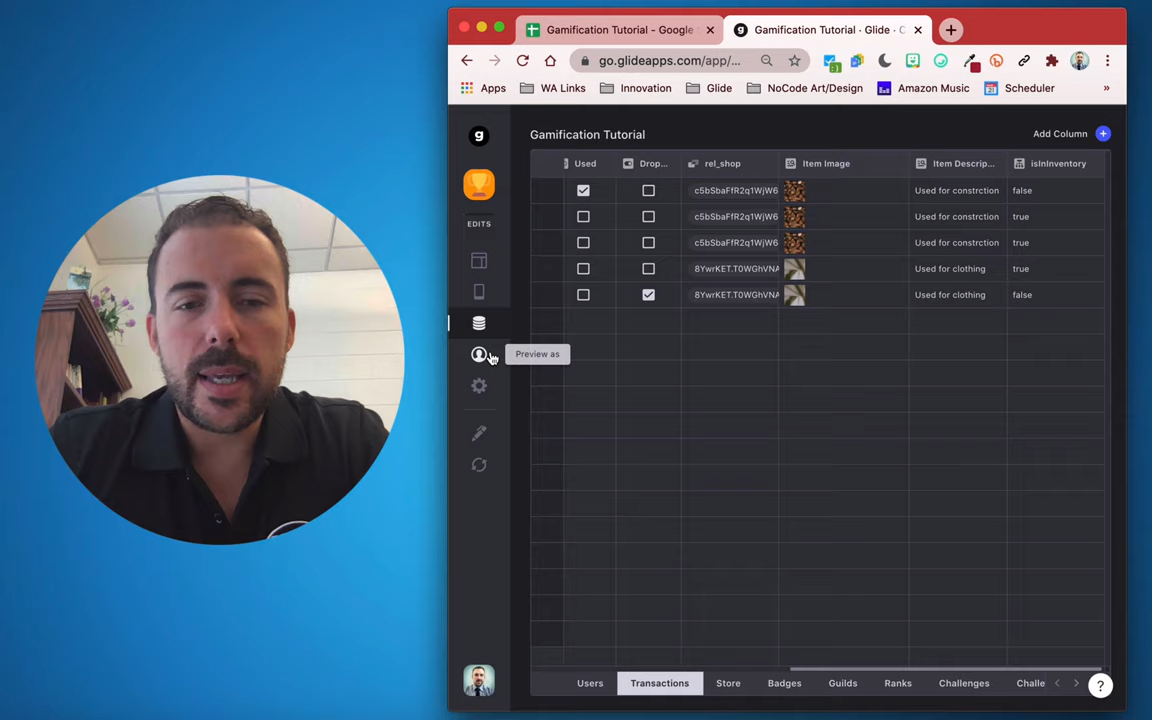 Gamification Tutorial - Google
Gamification Tutorial · Glide · C
go.glideapps.com/app/...
Apps
WA Links
Innovation
Glide
NoCode Art/Design
Amazon Music
Scheduler
»
g
Gamification Tutorial
Add Column
EDITS
Used
Drop...
rel_shop
Item Image
Item Descrip...
isInInventory
c5bSbaFfR2q1WjW6
Used for constrction
false
c5bSbaFfR2q1WjW6
Used for constrction
true
c5bSbaFfR2q1WjW6
Used for constrction
true
8YwrKET.T0WGhVNA
Used for clothing
true
8YwrKET.T0WGhVNA
Used for clothing
false
Preview as
Users
Transactions
Store
Badges
Guilds
Ranks
Challenges
Challe
?